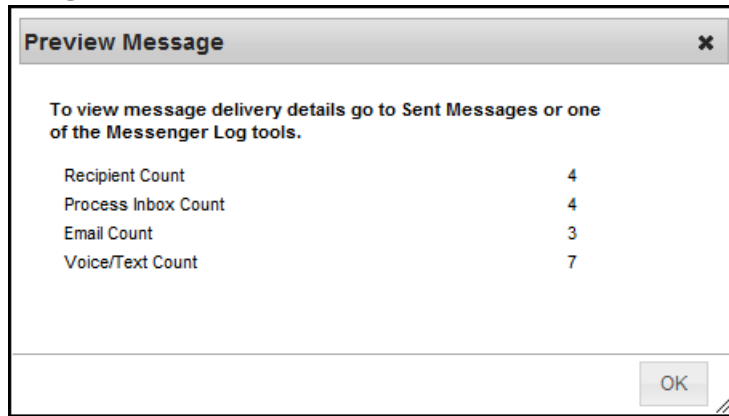 Preview Message
To view message delivery details go to Sent Messages or one
of the Messenger Log tools.
Recipient Count 4
Process Inbox Count 4
Email Count 3
Voice/Text Count 7
OK